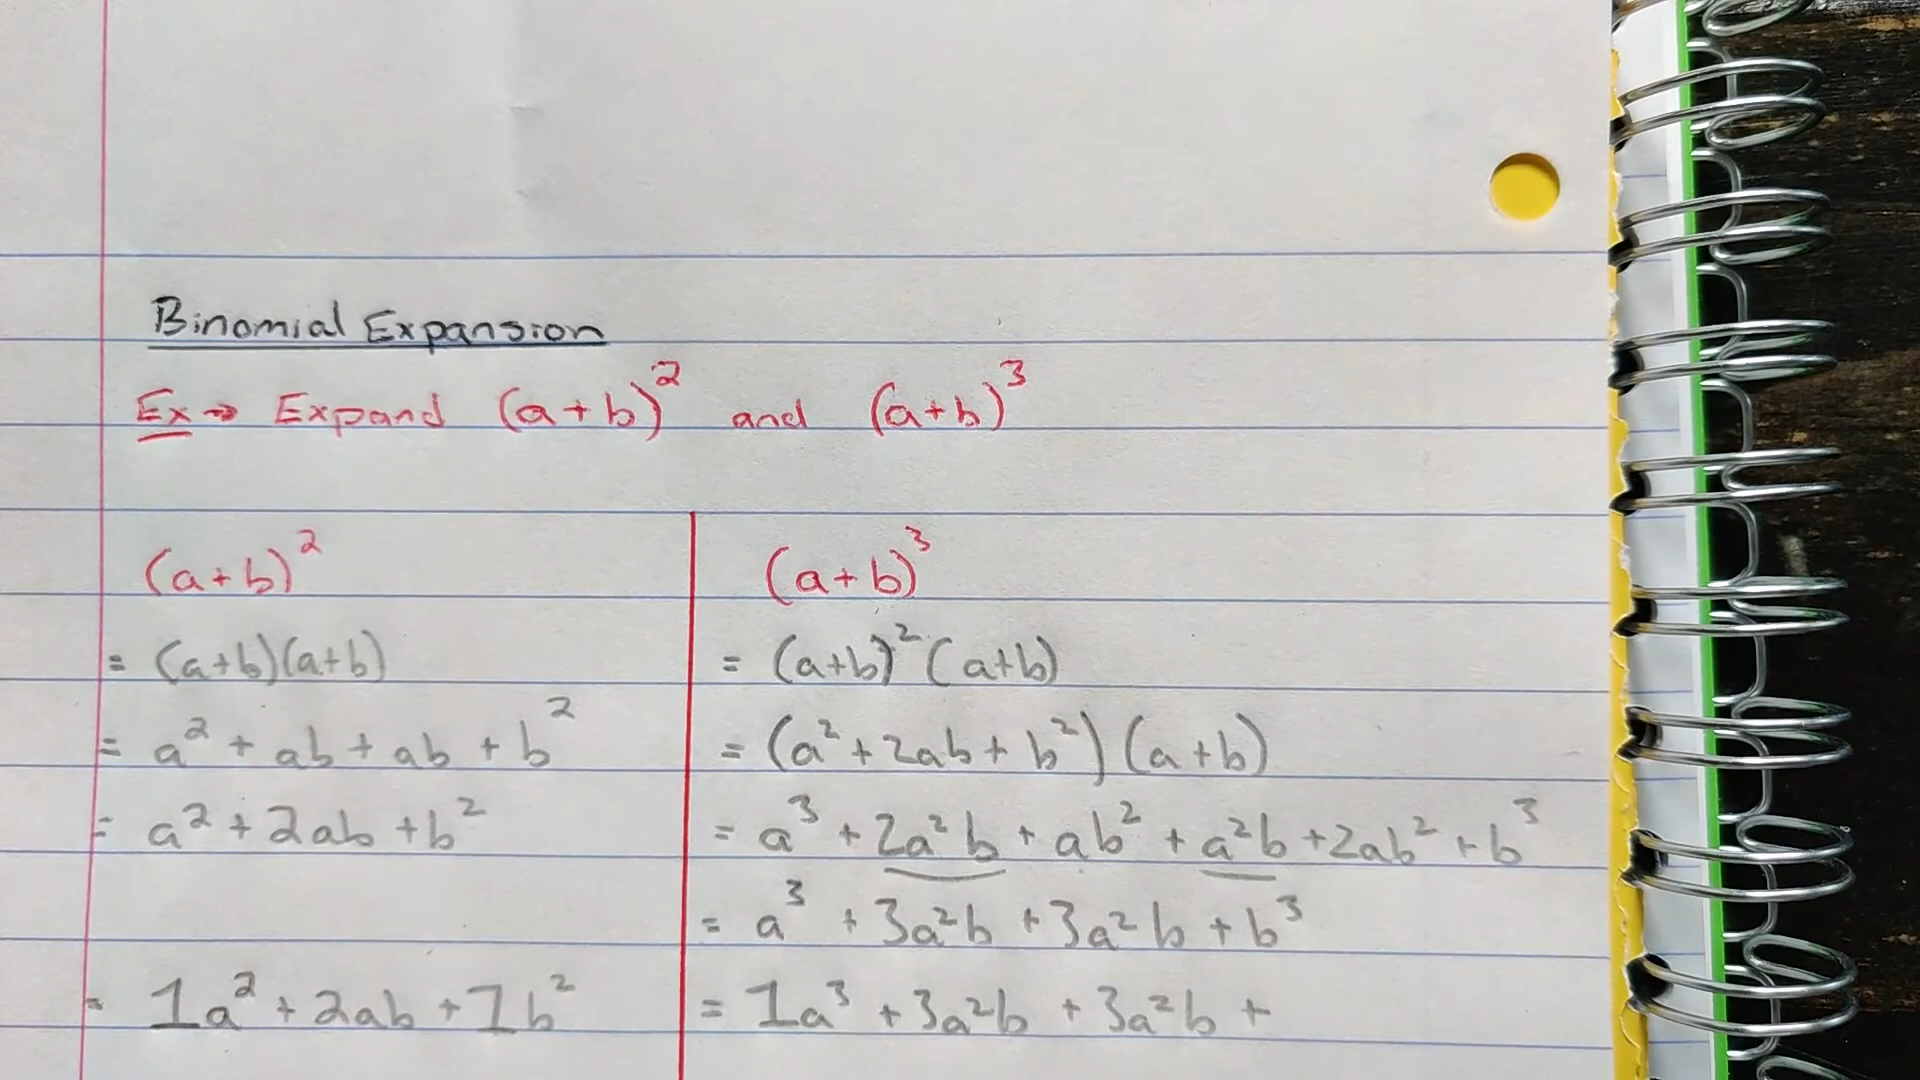 Binomial Expansion
Ex → Expand (a+b)² and (a+b)³
(a+b)²
= (a+b)(a+b)
= a² + ab + ab + b²
= a² + 2ab + b²
= 1a² + 2ab + 1b²
(a+b)³
= (a+b)² (a+b)
= (a² + 2ab + b²) (a+b)
= a³ + 2a²b + ab² + a²b + 2ab² + b³
= a³ + 3a²b + 3a²b + b³
= 1a³ + 3a²b + 3a²b +